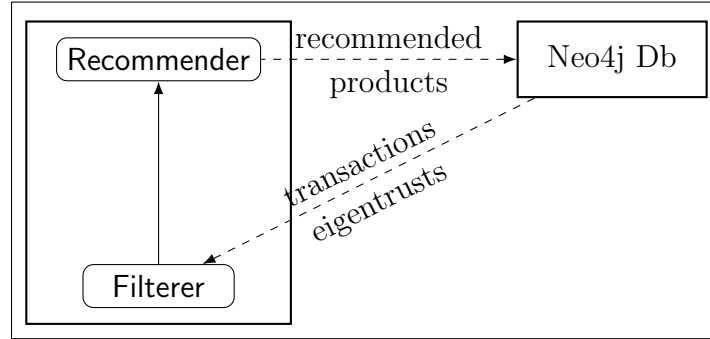 recommended
Recommender
Neo4j Db
products
transactions
eigentrusts
Filterer